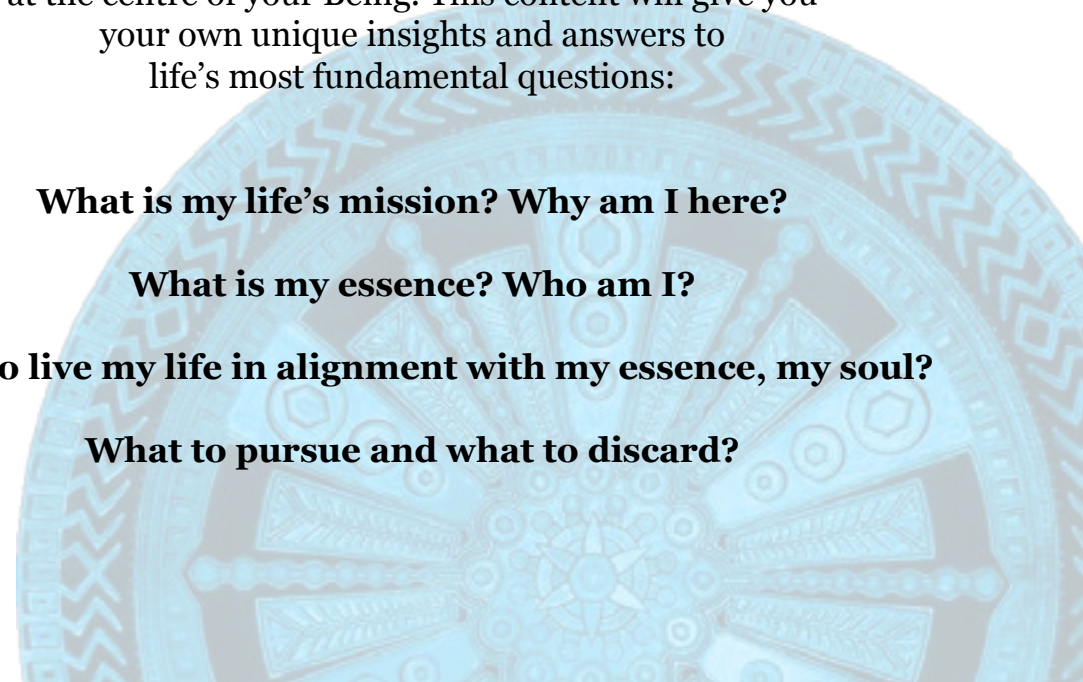 at the centre of your Being. This content will give you
your own unique insights and answers to
life's most fundamental questions:
What is my life's mission? Why am I here?
What is my essence? Who am I?
o live my life in alignment with my essence, my soul?
What to pursue and what to discard?